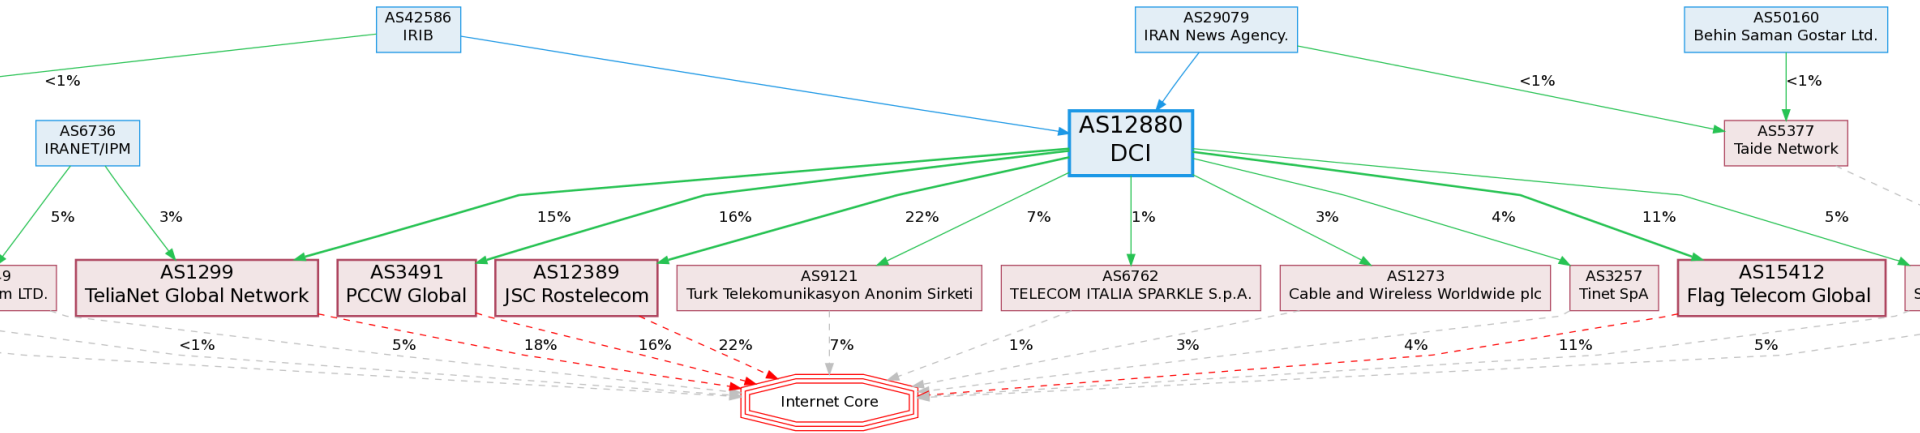 AS42586
IRIB
AS29079
IRAN News Agency.
AS50160
Behin Saman Gostar Ltd.
<1%
<1%
<1%
AS6736
IRANET/IPM
AS12880
DCI
AS5377
Taide Network
5%
3%
15%
16%
22%
7%
1%
3%
4%
11%
5%
9
m LTD.
AS1299
TeliaNet Global Network
AS3491
PCCW Global
AS12389
JSC Rostelecom
AS9121
Turk Telekomunikasyon Anonim Sirketi
AS6762
TELECOM ITALIA SPARKLE S.p.A.
AS1273
Cable and Wireless Worldwide plc
AS3257
Tinet SpA
AS15412
Flag Telecom Global
S
<1%
5%
18%
16%
22%
7%
1%
3%
4%
11%
5%
Internet Core